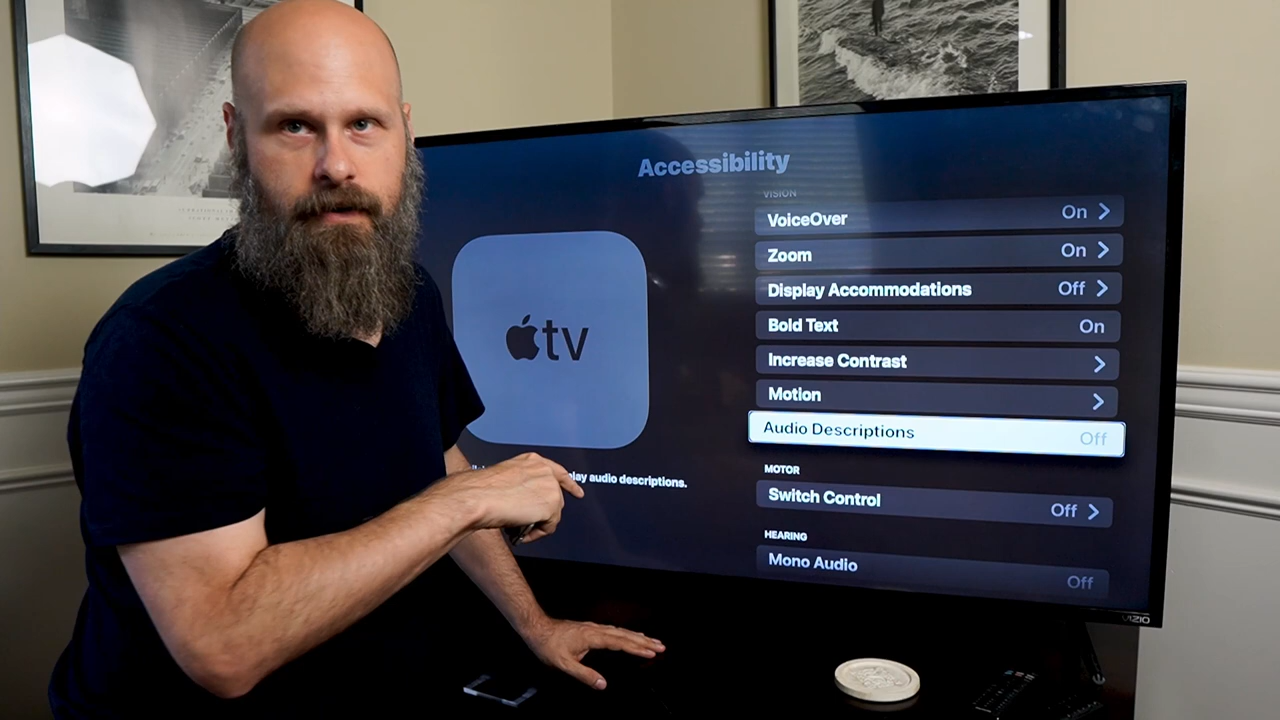 Accessibility
VISION
VoiceOver On
Zoom On
Display Accommodations Off
Bold Text On
Increase Contrast
Motion
Audio Descriptions Off
MOTOR
Switch Control Off
HEARING
Mono Audio Off
tv
audio descriptions.
VIZIO